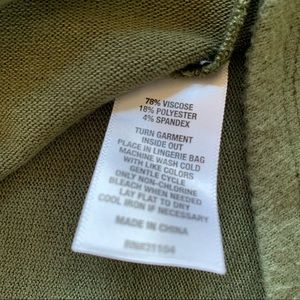 78% VISCOSE
18% POLYESTER
4% SPANDEX
TURN GARMENT
INSIDE OUT
PLACE IN LINGERIE BAG
MACHINE WASH COLD
WITH LIKE COLORS
GENTLE CYCLE
ONLY NON-CHLORINE
BLEACH WHEN NEEDED
LAY FLAT TO DRY
COOL IRON IF NECESSARY
MADE IN CHINA